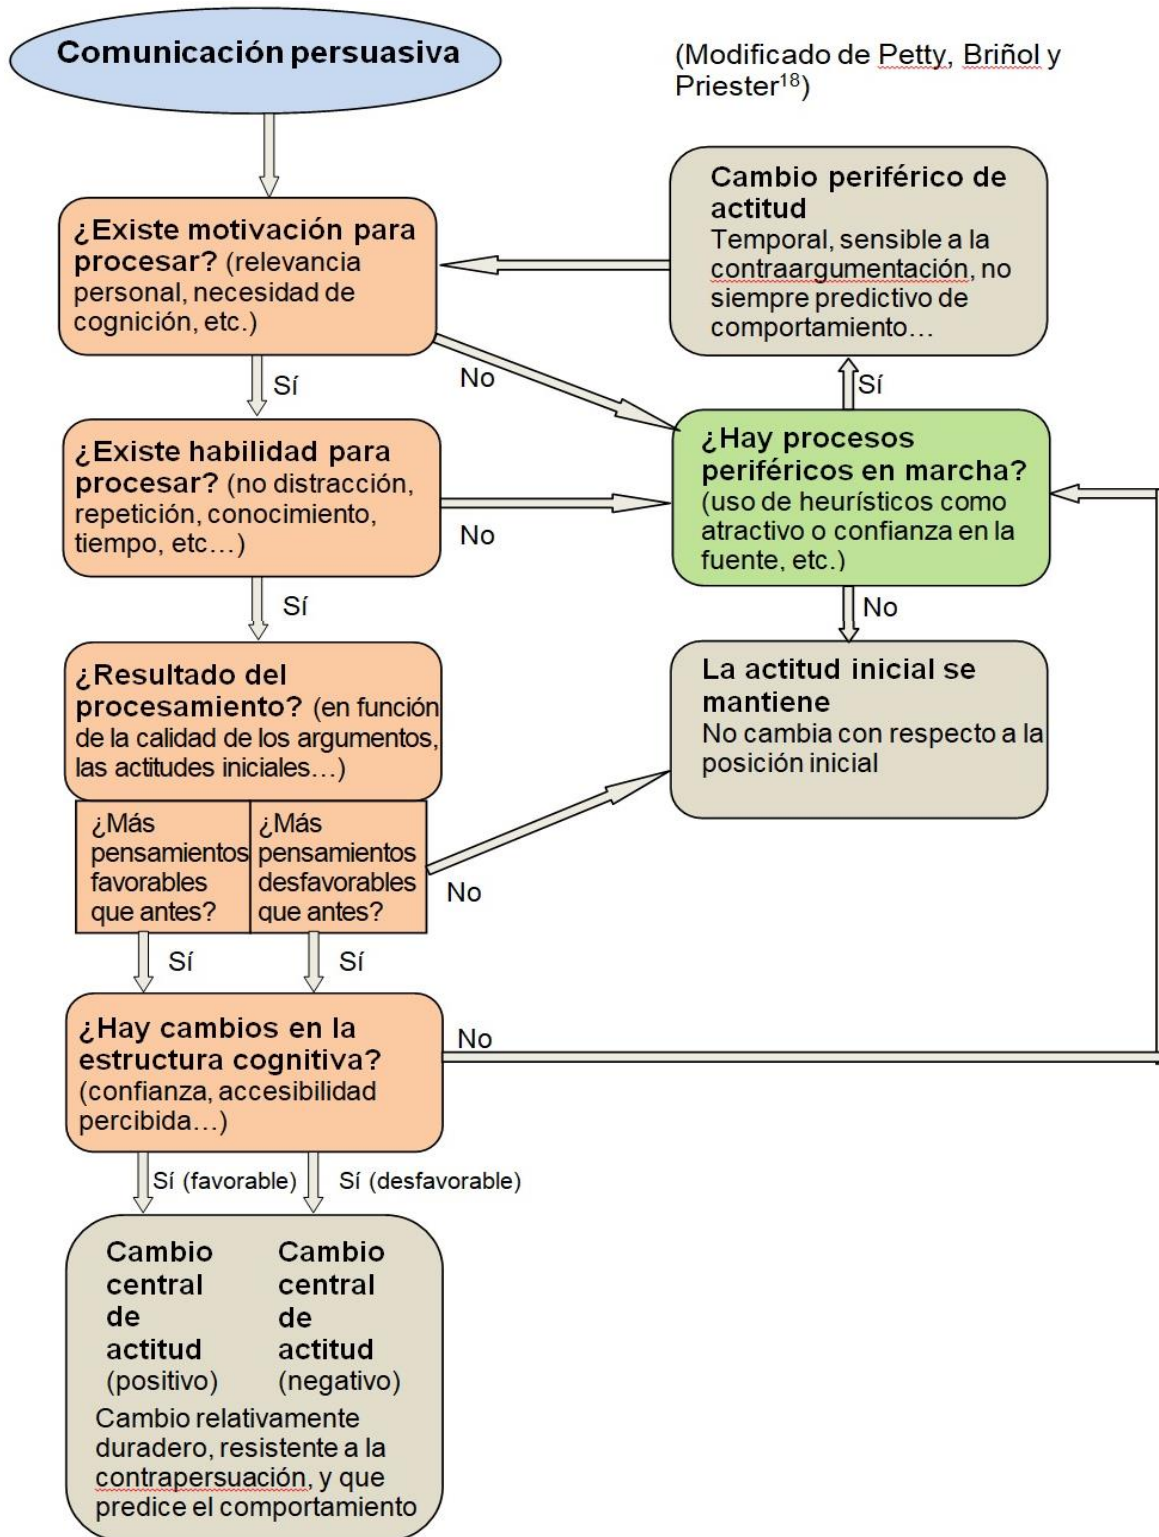 Comunicación persuasiva
(Modificado de Petty, Briñol y
Priester18)
Cambio periférico de
actitud
Temporal, sensible a la
contraargumentación, no
siempre predictivo de
comportamiento…
¿Existe motivación para
procesar? (relevancia
personal, necesidad de
cognición, etc.)
Sí
No
Sí
¿Existe habilidad para
procesar? (no distracción,
repetición, conocimiento,
tiempo, etc…)
No
¿Hay procesos
periféricos en marcha?
(uso de heurísticos como
atractivo o confianza en la
fuente, etc.)
Sí
No
¿Resultado del
procesamiento? (en función
de la calidad de los argumentos,
las actitudes iniciales…)
La actitud inicial se
mantiene
No cambia con respecto a la
posición inicial
¿Más
pensamientos
favorables
que antes?
¿Más
pensamientos
desfavorables
que antes?
No
Sí
Sí
¿Hay cambios en la
estructura cognitiva?
(confianza, accesibilidad
percibida…)
No
Sí (favorable)
Sí (desfavorable)
Cambio
central
de
actitud
(positivo)
Cambio
central
de
actitud
(negativo)
Cambio relativamente
duradero, resistente a la
contrapersuación, y que
predice el comportamiento